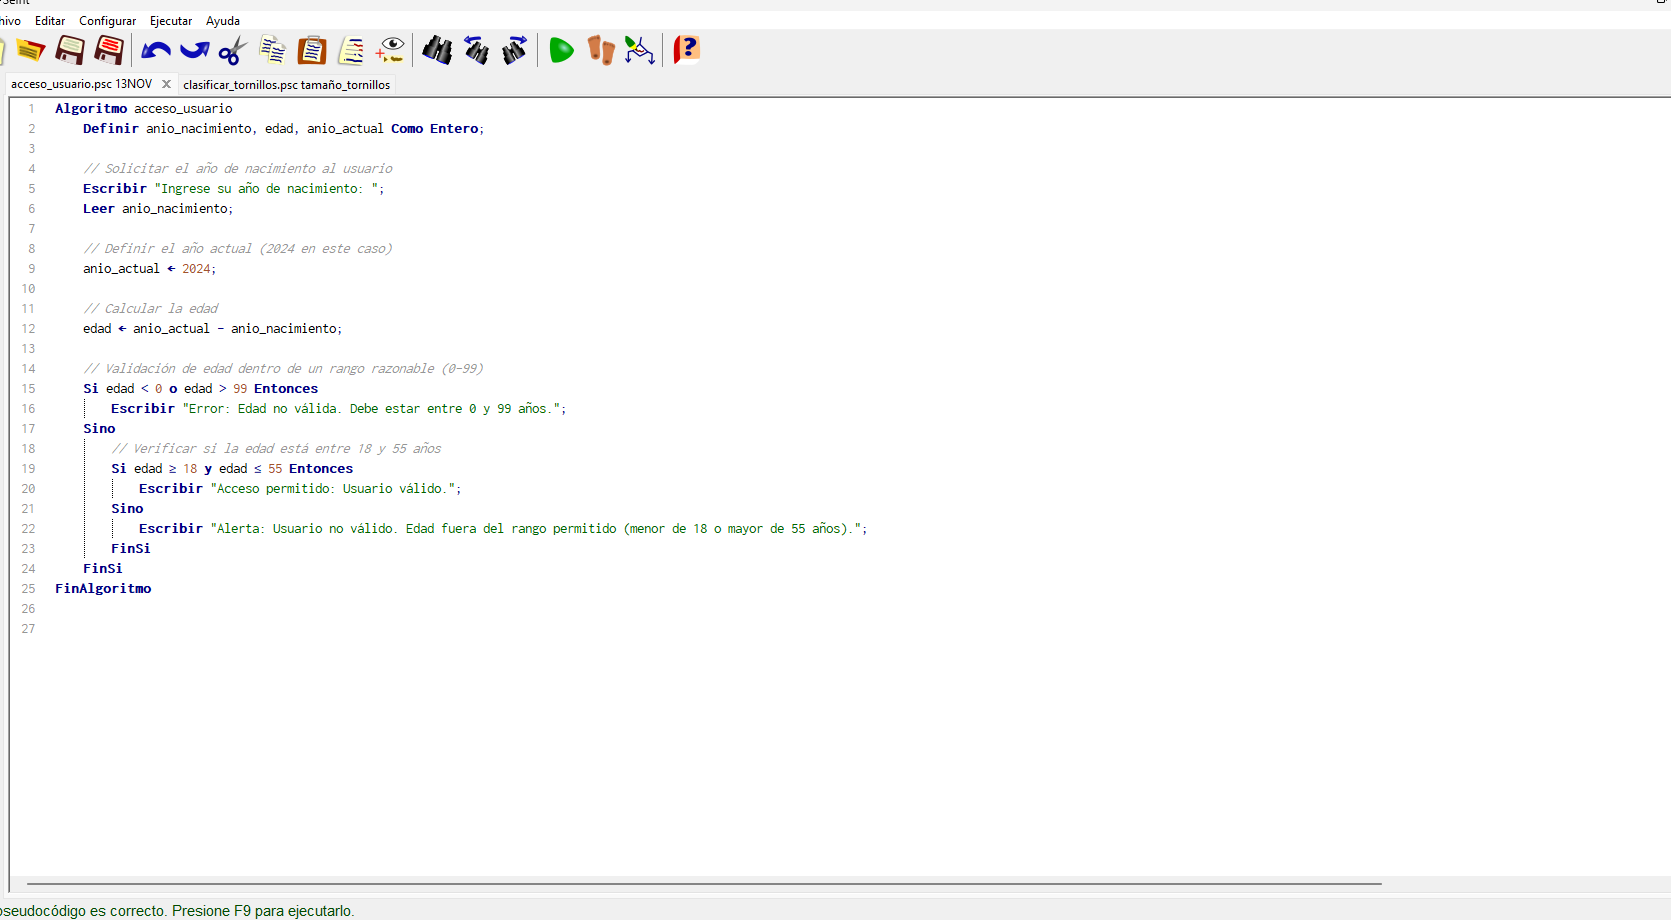 Editar Configurar Ejecutar Ayuda
acceso_usuario.psc 13NOV X clasificar_tornillos.psc tamaño_tornillos
1 Algoritmo acceso_usuario
2 Definir anio_nacimiento, edad, anio_actual Como Entero;
3
4 // Solicitar el año de nacimiento al usuario
5 Escribir "Ingrese su año de nacimiento: ";
6 Leer anio_nacimiento;
7
8 // Definir el año actual (2024 en este caso)
9 anio_actual ← 2024;
10
11 // Calcular la edad
12 edad ← anio_actual - anio_nacimiento;
13
14 // Validación de edad dentro de un rango razonable (0-99)
15 Si edad < 0 o edad > 99 Entonces
16 Escribir "Error: Edad no válida. Debe estar entre 0 y 99 años.";
17 Sino
18 // Verificar si la edad está entre 18 y 55 años
19 Si edad ≥ 18 y edad ≤ 55 Entonces
20 Escribir "Acceso permitido: Usuario válido.";
21 Sino
22 Escribir "Alerta: Usuario no válido. Edad fuera del rango permitido (menor de 18 o mayor de 55 años).";
23 FinSi
24 FinSi
25 FinAlgoritmo
26
27
pseudocódigo es correcto. Presione F9 para ejecutarlo.